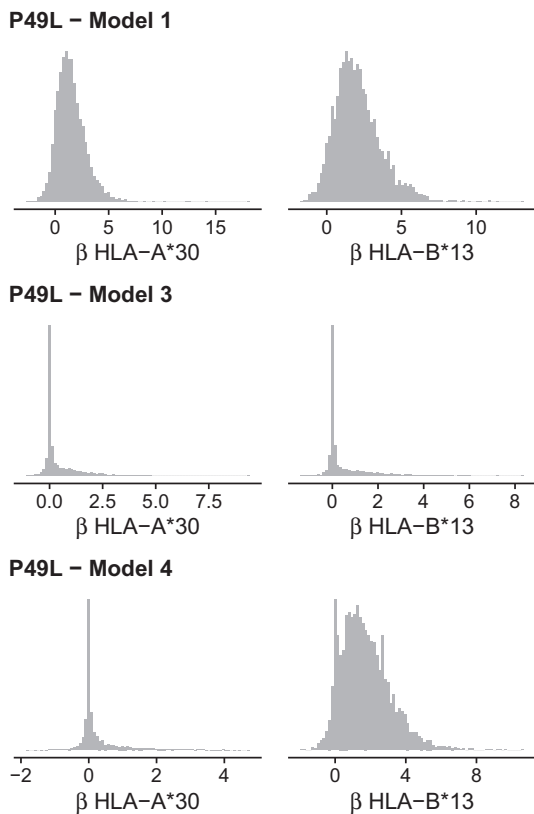 P49L − Model 1
0 5 10 15
0 5 10
β HLA−A*30
β HLA−B*13
P49L − Model 3
0.0 2.5 5.0 7.5
0 2 4 6 8
β HLA−A*30
β HLA−B*13
P49L − Model 4
−2 0 2 4
0 4 8
β HLA−A*30
β HLA−B*13